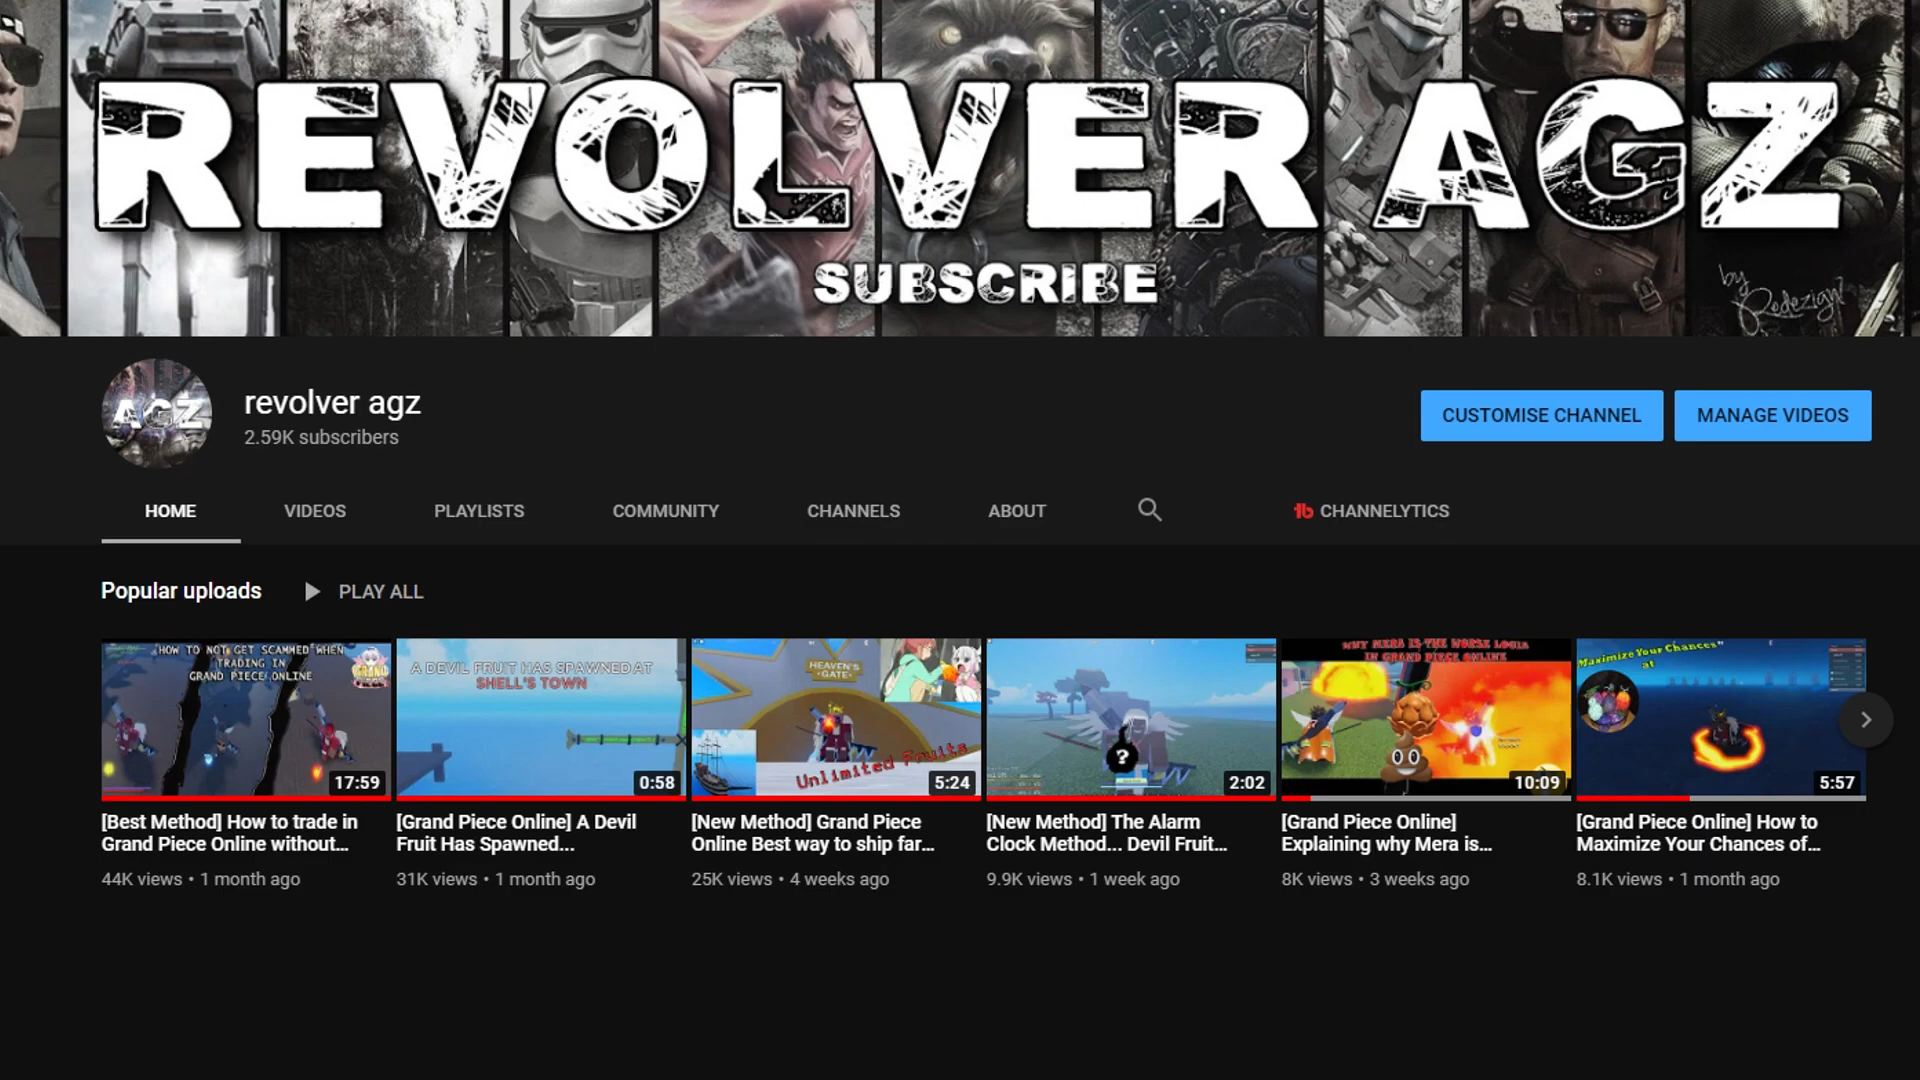 REVOLVER AGZ
SUBSCRIBE
by Redezign!
AGZ
revolver agz
2.59K subscribers
CUSTOMISE CHANNEL
MANAGE VIDEOS
HOME
VIDEOS
PLAYLISTS
COMMUNITY
CHANNELS
ABOUT
CHANNELYTICS
Popular uploads
PLAY ALL
"HOW TO NOT GET SCAMMED"WHEN
TRADING IN
GRAND PIECE ONLINE
17:59
A DEVIL FRUIT HAS SPAWNED AT
SHELL'S TOWN
0:58
HEAVEN'S
GATE
Unlimited Fruits
5:24
?
2:02
WHY MERA IS THE WORSE LOGIA
IN GRAND PIECE ONLINE
10:09
Maximize Your Chances"
at
5:57
[Best Method] How to trade in
Grand Piece Online without...
44K views • 1 month ago
[Grand Piece Online] A Devil
Fruit Has Spawned...
31K views • 1 month ago
[New Method] Grand Piece
Online Best way to ship far...
25K views • 4 weeks ago
[New Method] The Alarm
Clock Method... Devil Fruit...
9.9K views • 1 week ago
[Grand Piece Online]
Explaining why Mera is...
8K views • 3 weeks ago
[Grand Piece Online] How to
Maximize Your Chances of...
8.1K views • 1 month ago